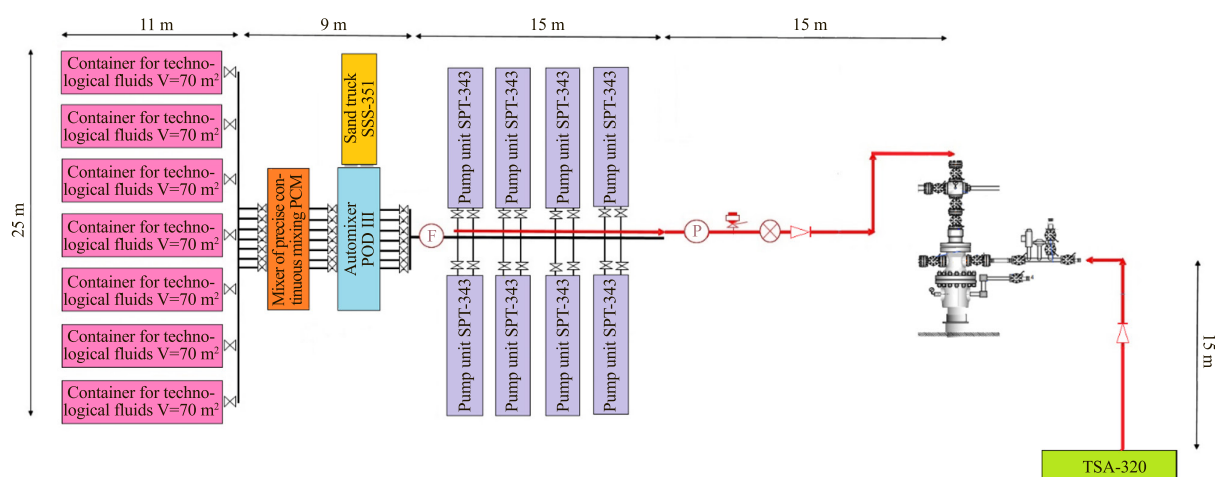 11 m
9 m
15 m
15 m
25 m
Container for techno-
logical fluids V=70 m²
Container for techno-
logical fluids V=70 m²
Container for techno-
logical fluids V=70 m²
Container for techno-
logical fluids V=70 m²
Container for techno-
logical fluids V=70 m²
Container for techno-
logical fluids V=70 m²
Container for techno-
logical fluids V=70 m²
Mixer of precise con-
tinuous mixing PCM
Sand truck
SSS-351
Automixer
POD III
F
Pump unit SPT-343
Pump unit SPT-343
Pump unit SPT-343
Pump unit SPT-343
Pump unit SPT-343
Pump unit SPT-343
Pump unit SPT-343
Pump unit SPT-343
P
15 m
TSA-320